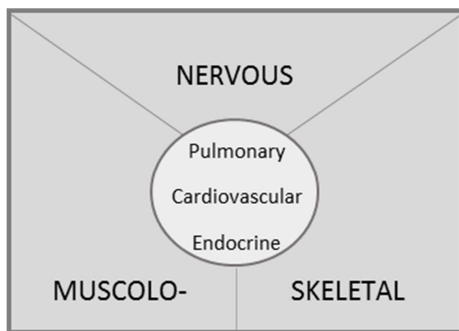 NERVOUS
Pulmonary
Cardiovascular
Endocrine
MUSCOLO- SKELETAL